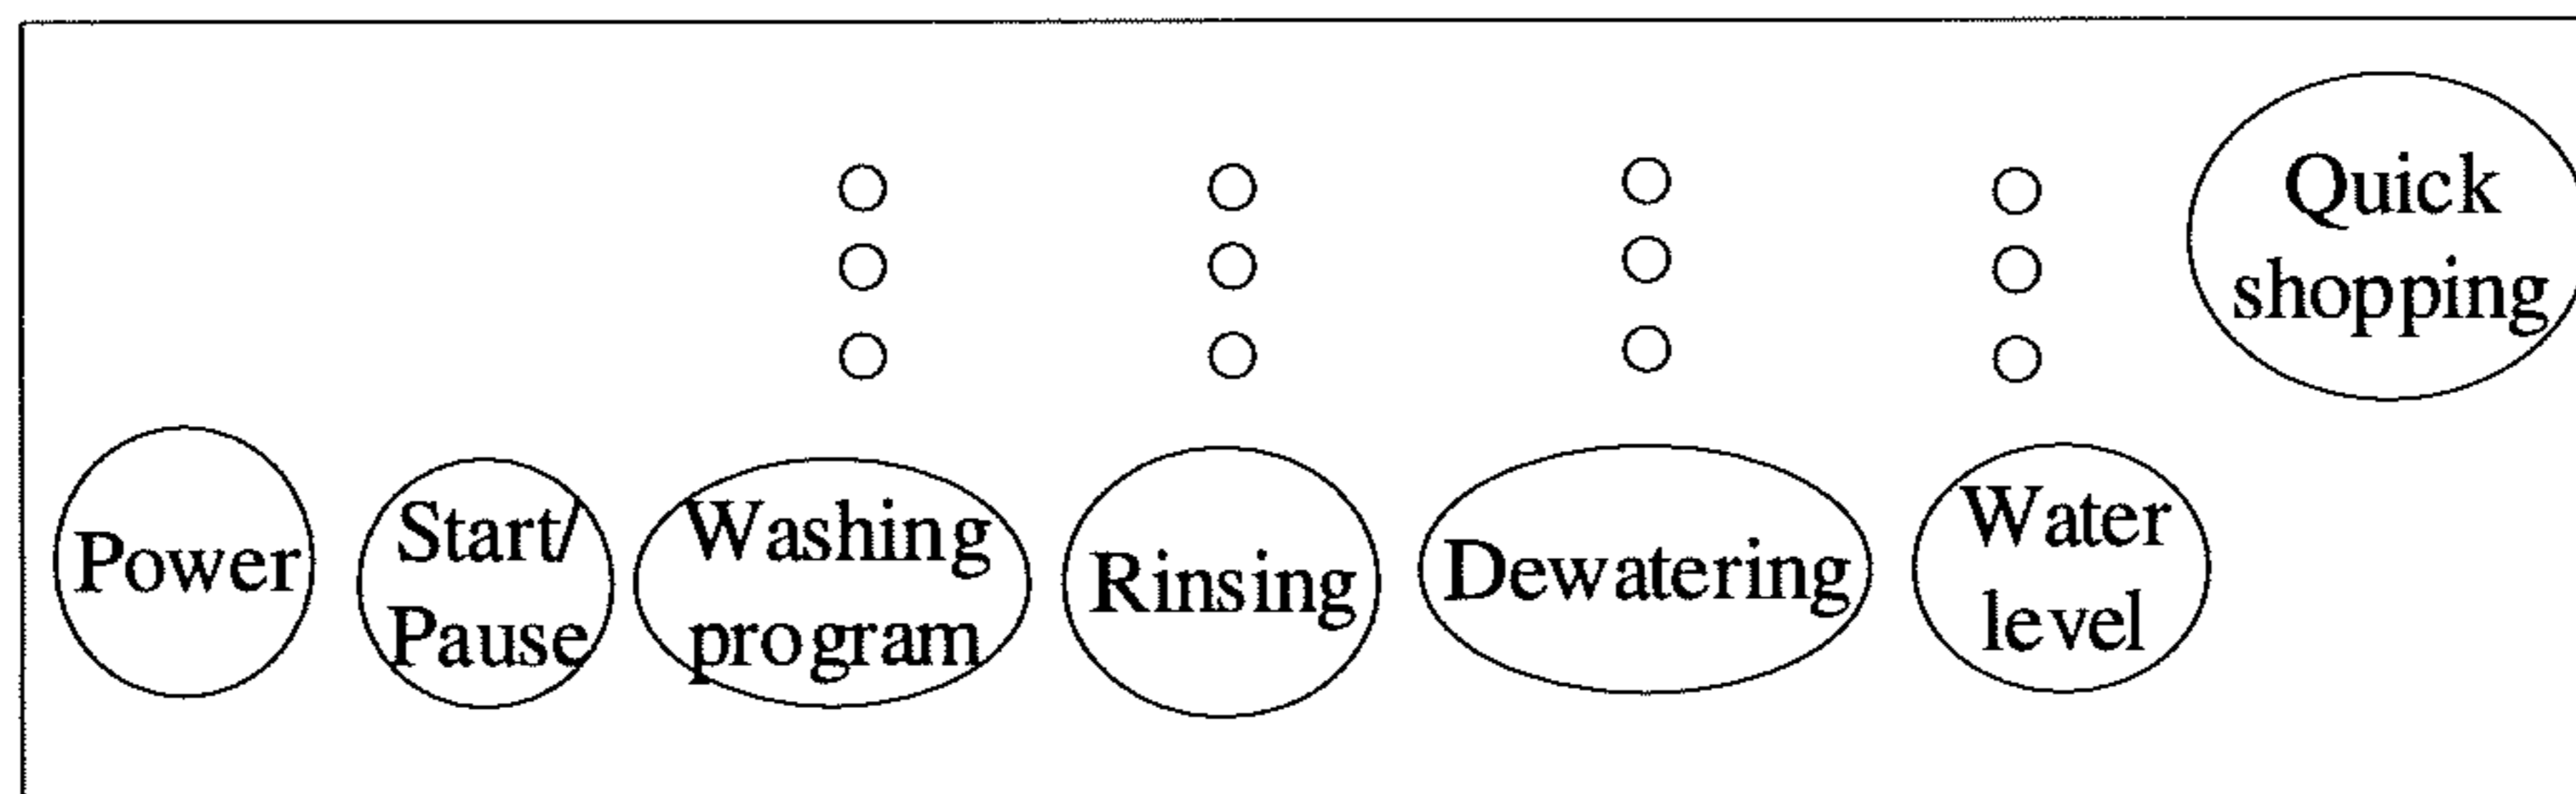 Quick
shopping
Power
Start/
Pause
Washing
program
Rinsing
Dewatering
Water
level